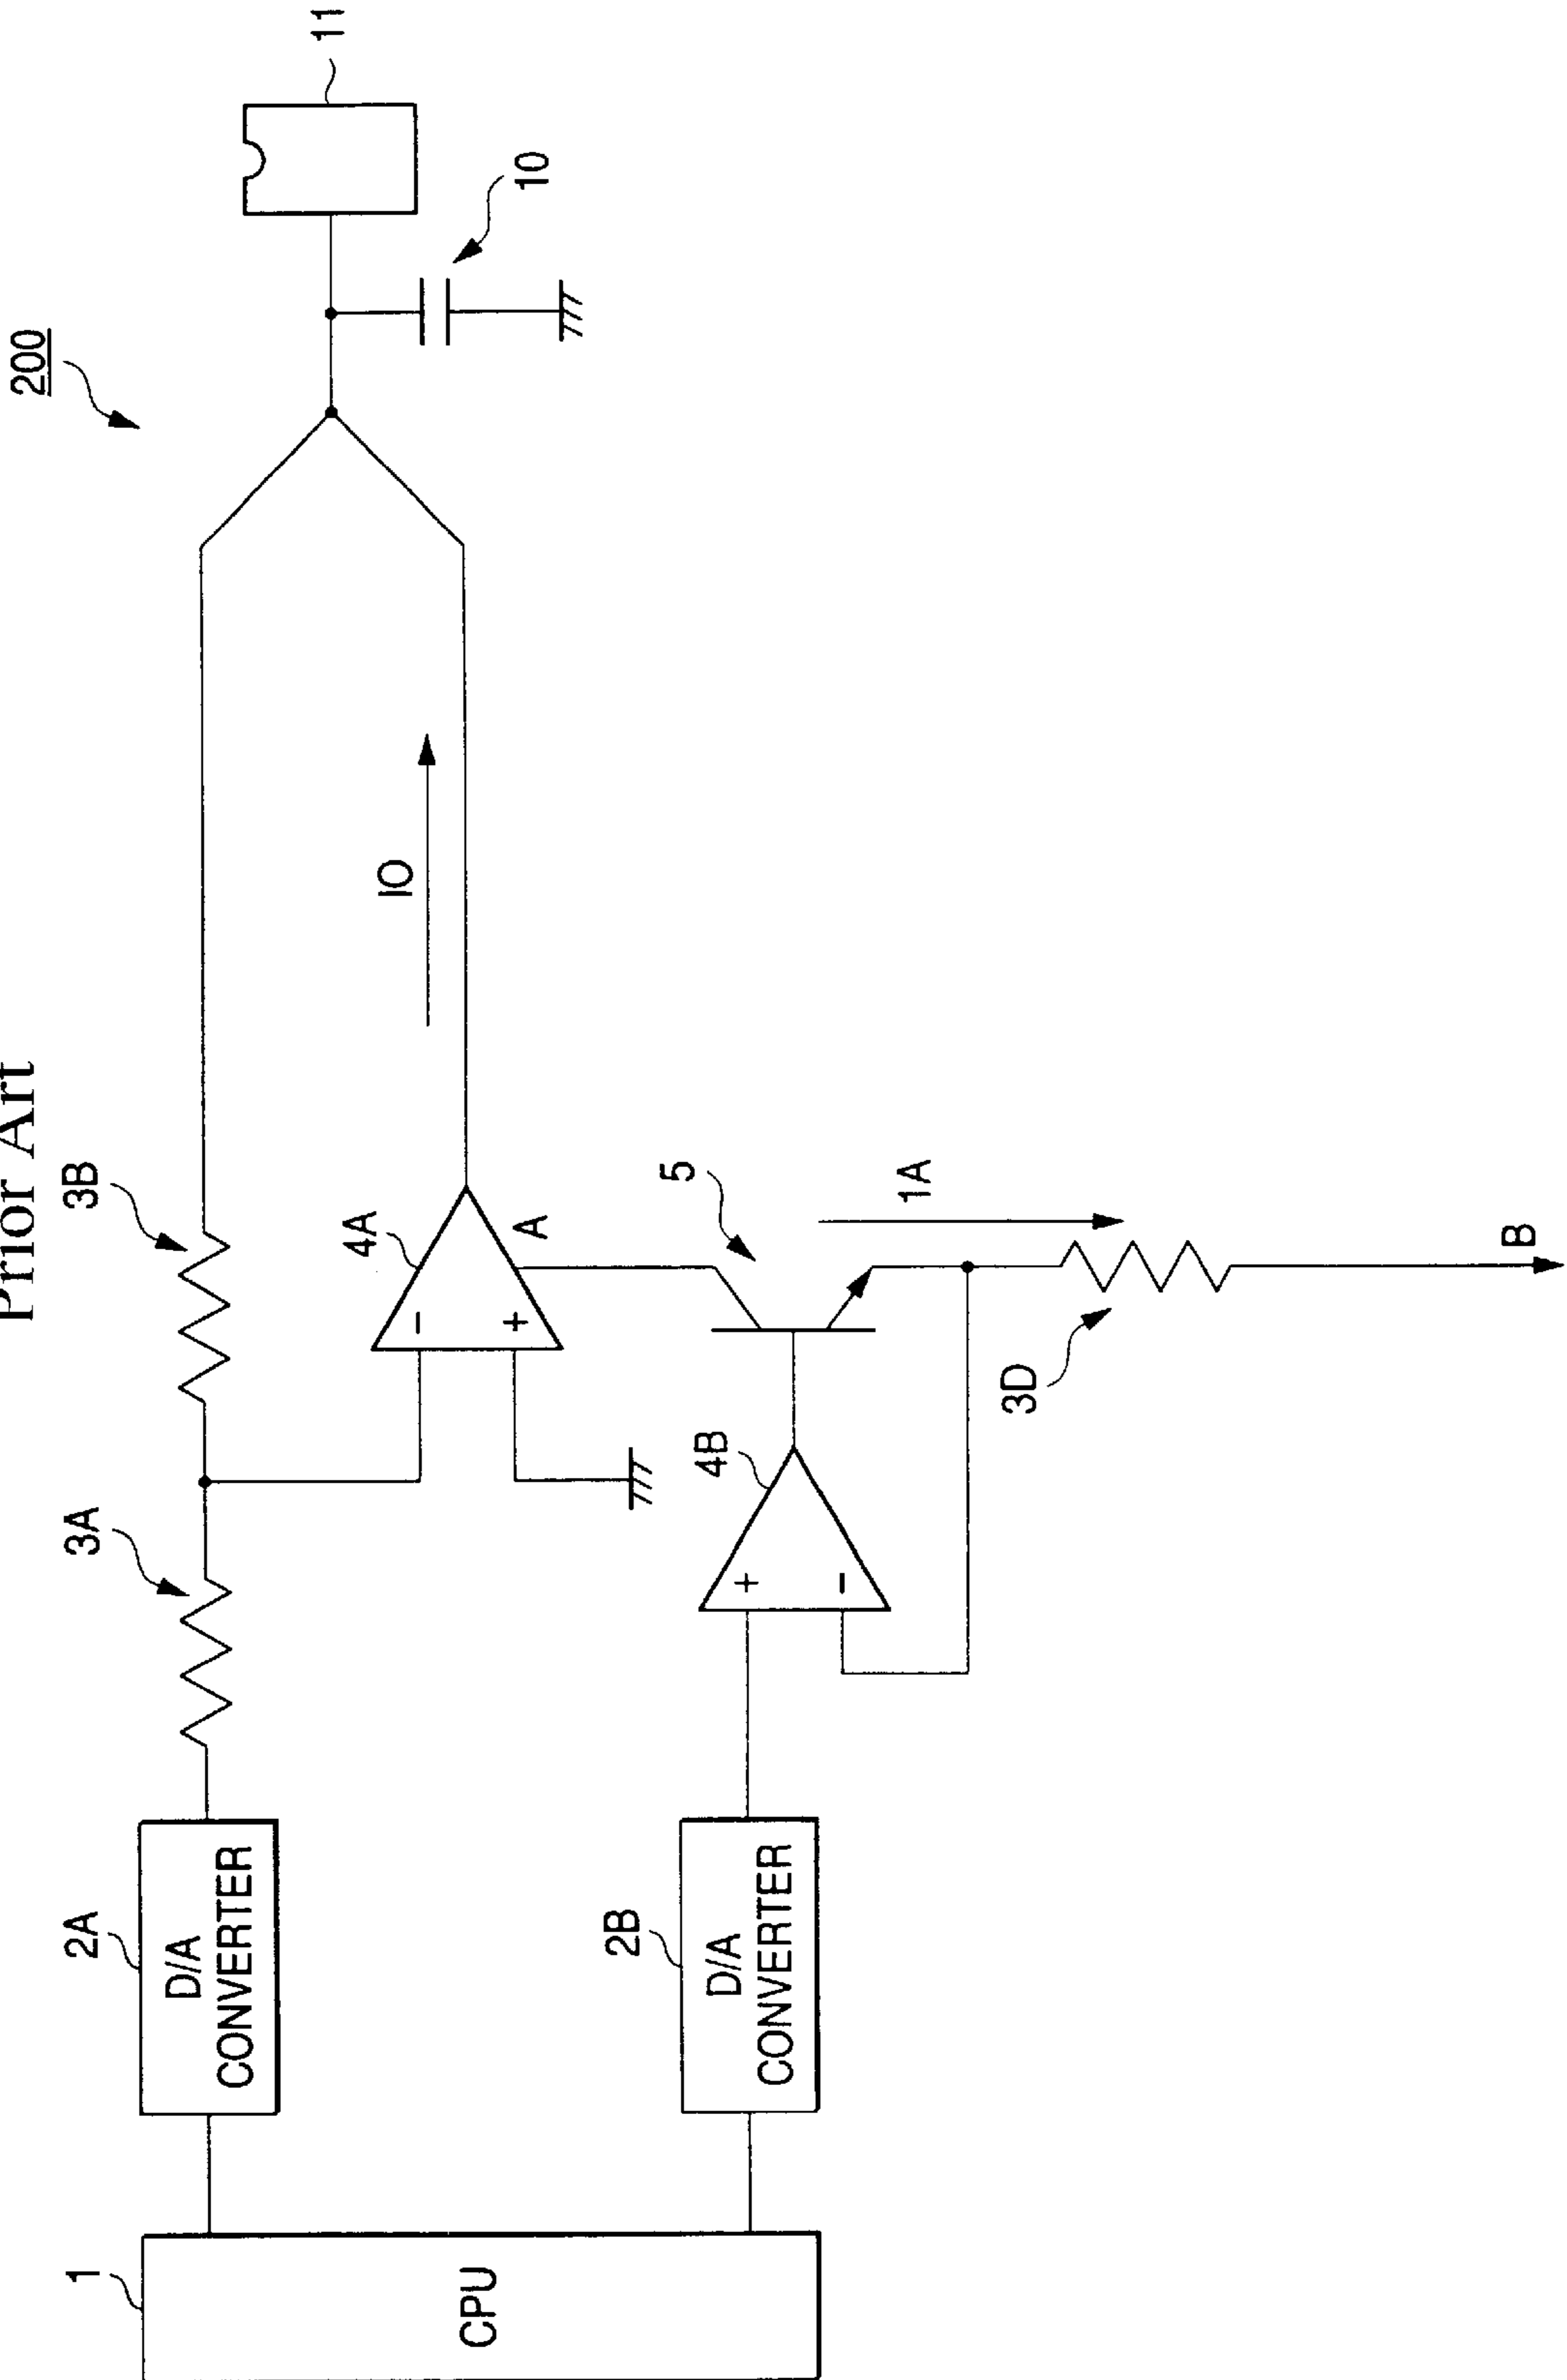 Prior Art
200
1
CPU
2A
D/A
CONVERTER
3A
3B
4A
-
+
A
IO
10
11
2B
D/A
CONVERTER
4B
+
-
5
1A
3D
B